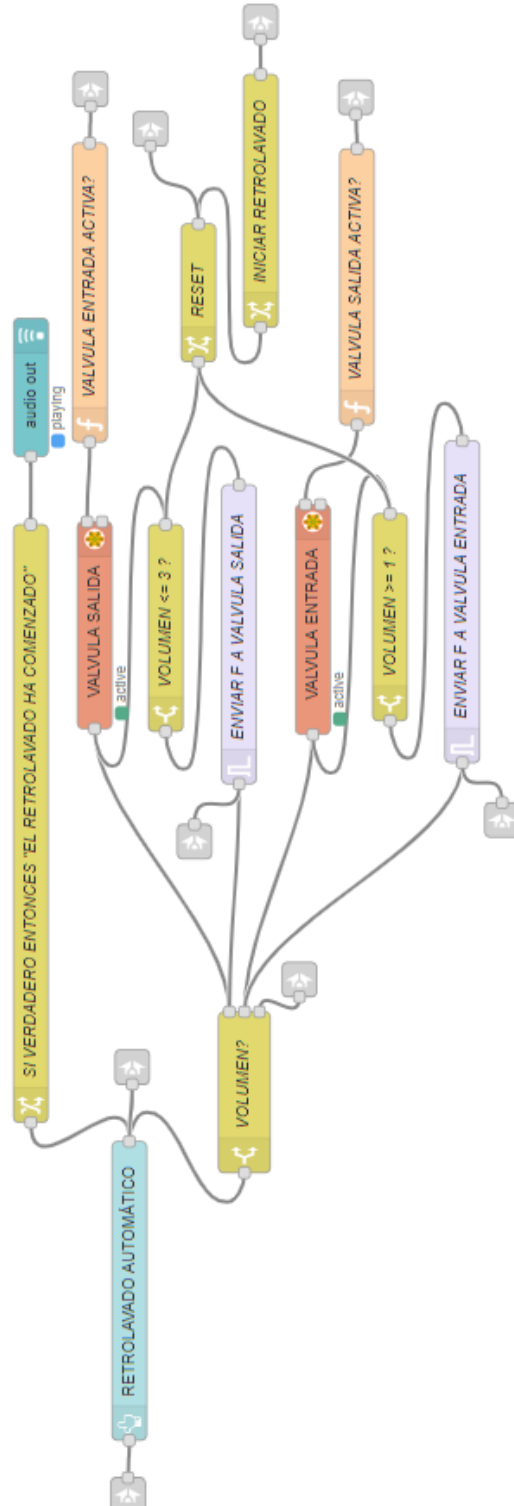 RETROLAVADO AUTOMÁTICO
SI VERDADERO ENTONCES "EL RETROLAVADO HA COMENZADO"
audio out
playing
VOLUMEN?
VALVULA SALIDA
active
VALVULA ENTRADA ACTIVA?
VOLUMEN <= 3 ?
ENVIAR F A VALVULA SALIDA
RESET
INICIAR RETROLAVADO
VALVULA ENTRADA
active
VALVULA SALIDA ACTIVA?
VOLUMEN >= 1 ?
ENVIAR F A VALVULA ENTRADA
f
f